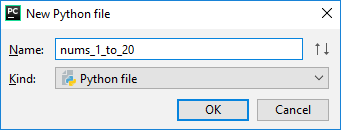 New Python file
Name: nums_1_to_20
Kind: Python file
OK Cancel